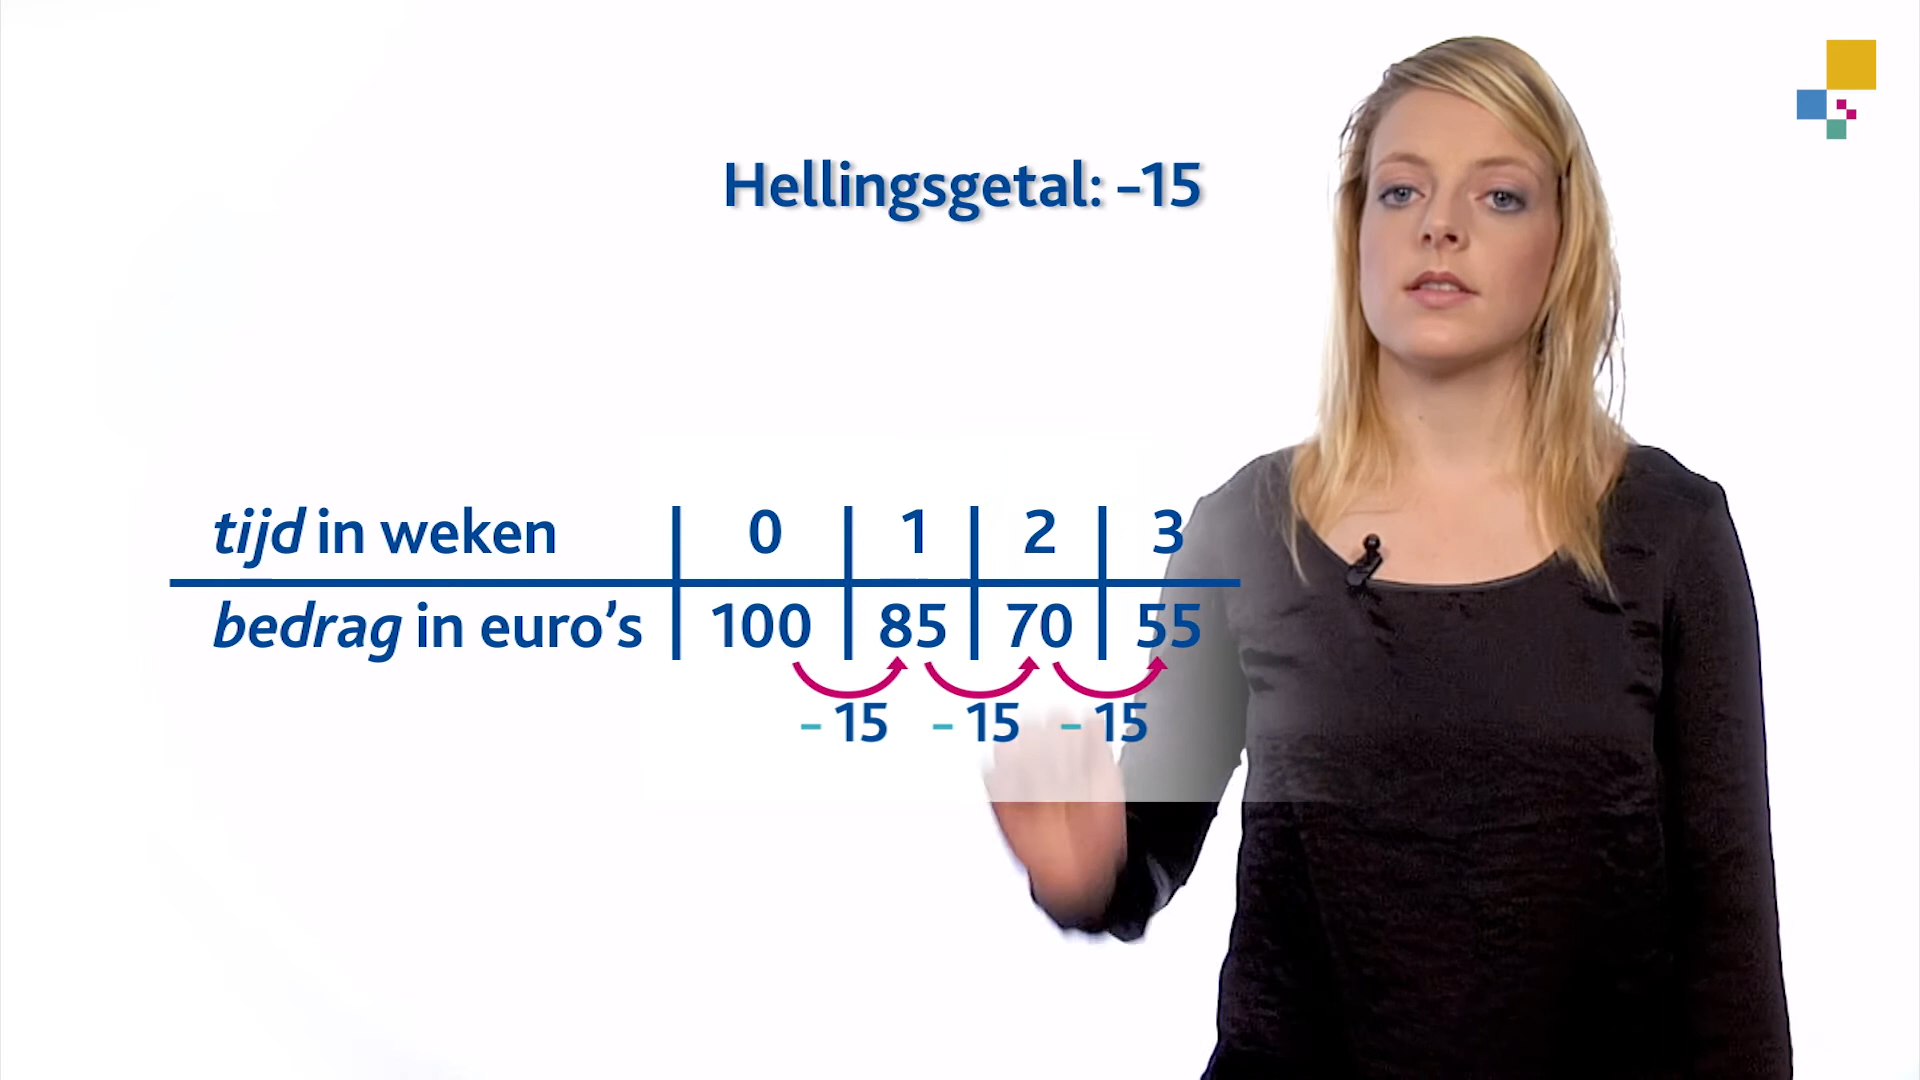 Hellingsgetal: –15
tijd in weken 0 1 2 3
bedrag in euro’s 100 85 70 55
– 15 – 15 – 15